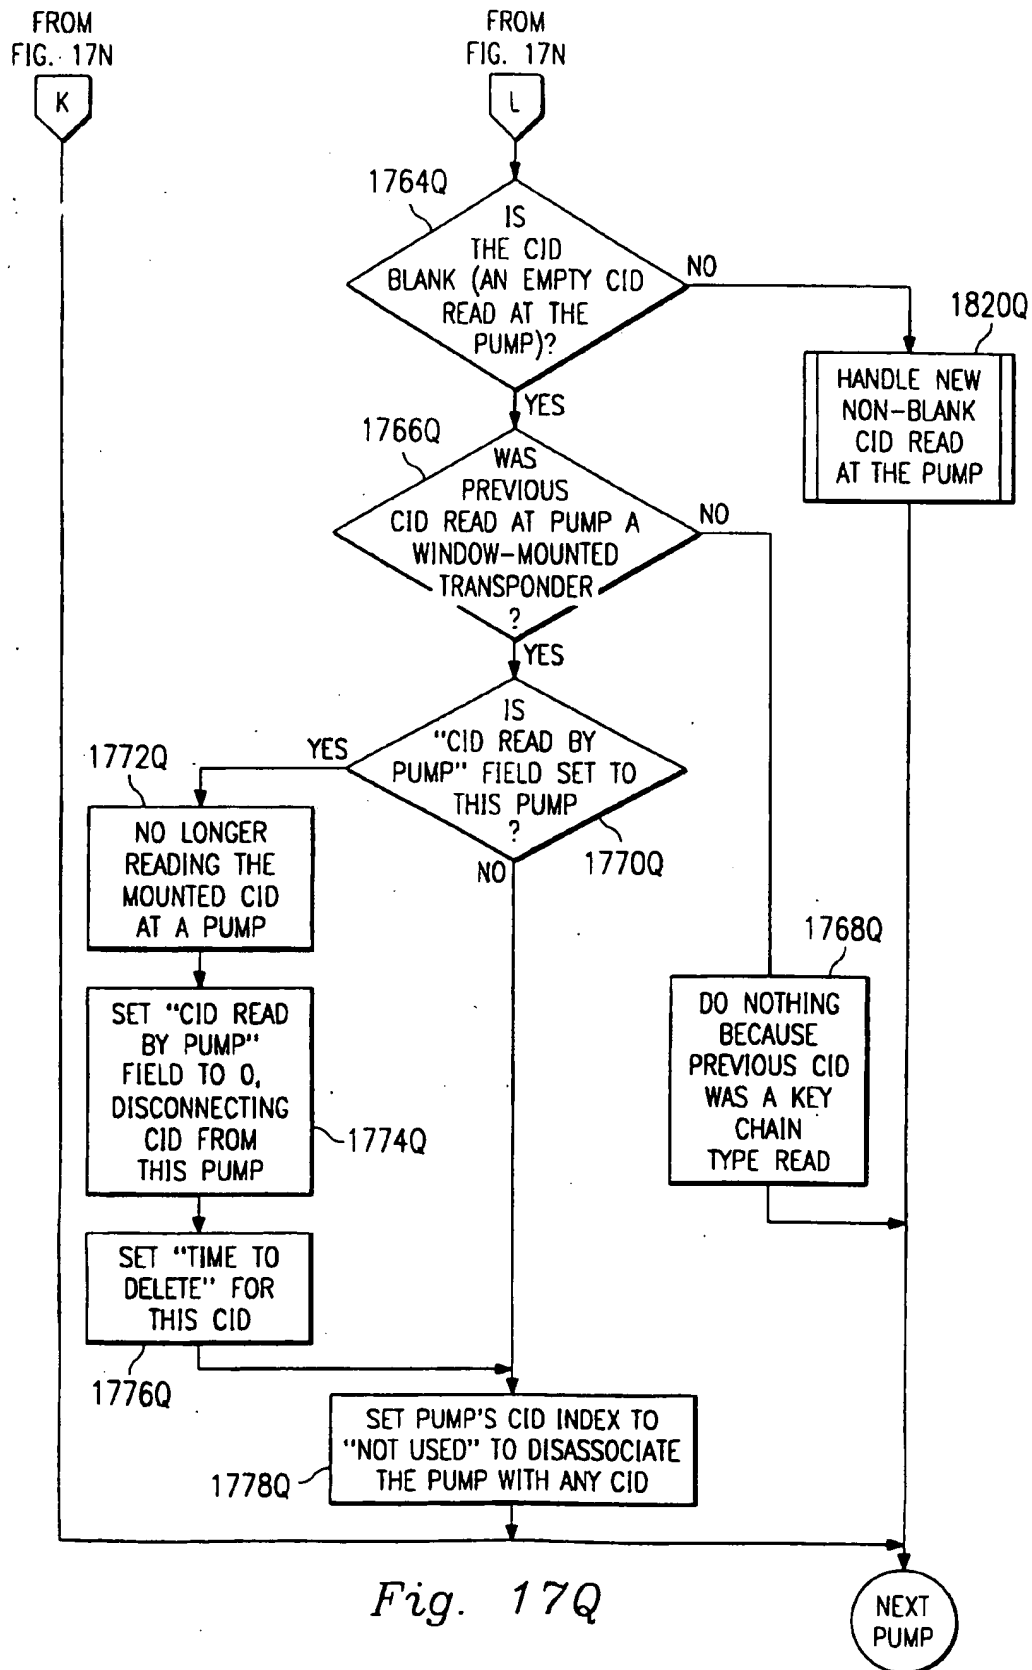 FROM
FIG. 17N
K
FROM
FIG. 17N
L
1764Q
IS
THE CID
BLANK (AN EMPTY CID
READ AT THE
PUMP)?
NO
YES
1820Q
HANDLE NEW
NON-BLANK
CID READ
AT THE PUMP
1766Q
WAS
PREVIOUS
CID READ AT PUMP A
WINDOW-MOUNTED
TRANSPONDER
?
NO
YES
IS
"CID READ BY
PUMP" FIELD SET TO
THIS PUMP
?
YES
NO
1770Q
1772Q
NO LONGER
READING THE
MOUNTED CID
AT A PUMP
1768Q
DO NOTHING
BECAUSE
PREVIOUS CID
WAS A KEY
CHAIN
TYPE READ
SET "CID READ
BY PUMP"
FIELD TO 0,
DISCONNECTING
CID FROM
THIS PUMP
1774Q
SET "TIME TO
DELETE" FOR
THIS CID
1776Q
SET PUMP'S CID INDEX TO
"NOT USED" TO DISASSOCIATE
THE PUMP WITH ANY CID
1778Q
NEXT
PUMP
Fig. 17Q